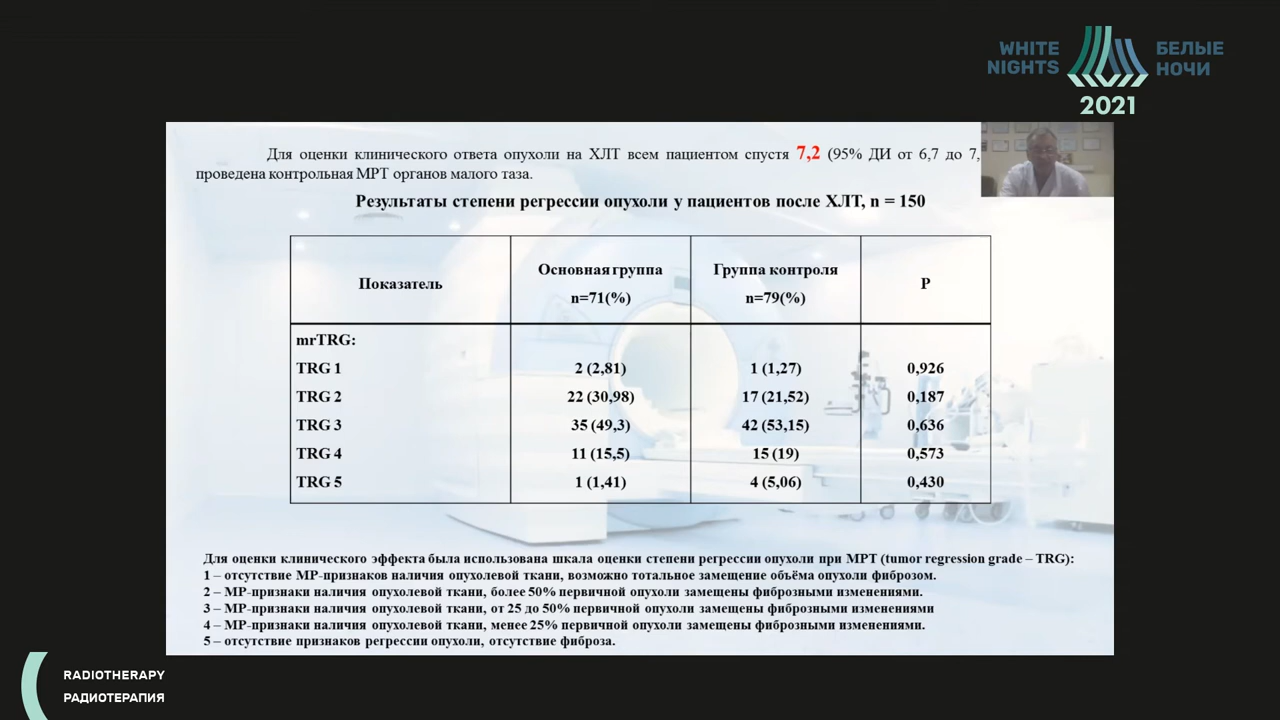 WHITE NIGHTS
БЕЛЫЕ НОЧИ
2021
Для оценки клинического ответа опухоли на ХЛТ всем пациентом спустя 7,2 (95% ДИ от 6,7 до 7,
проведена контрольная МРТ органов малого таза.
Результаты степени регрессии опухоли у пациентов после ХЛТ, n = 150
Показатель Основная группа n=71(%) Группа контроля n=79(%) P
mrTRG:
TRG 1 2 (2,81) 1 (1,27) 0,926
TRG 2 22 (30,98) 17 (21,52) 0,187
TRG 3 35 (49,3) 42 (53,15) 0,636
TRG 4 11 (15,5) 15 (19) 0,573
TRG 5 1 (1,41) 4 (5,06) 0,430
Для оценки клинического эффекта была использована шкала оценки степени регрессии опухоли при МРТ (tumor regression grade – TRG):
1 – отсутствие МР-признаков наличия опухолевой ткани, возможно тотальное замещение объёма опухоли фиброзом.
2 – МР-признаки наличия опухолевой ткани, более 50% первичной опухоли замещены фиброзными изменениями.
3 – МР-признаки наличия опухолевой ткани, от 25 до 50% первичной опухоли замещены фиброзными изменениями
4 – МР-признаки наличия опухолевой ткани, менее 25% первичной опухоли замещены фиброзными изменениями.
5 – отсутствие признаков регрессии опухоли, отсутствие фиброза.
RADIOTHERAPY
РАДИОТЕРАПИЯ